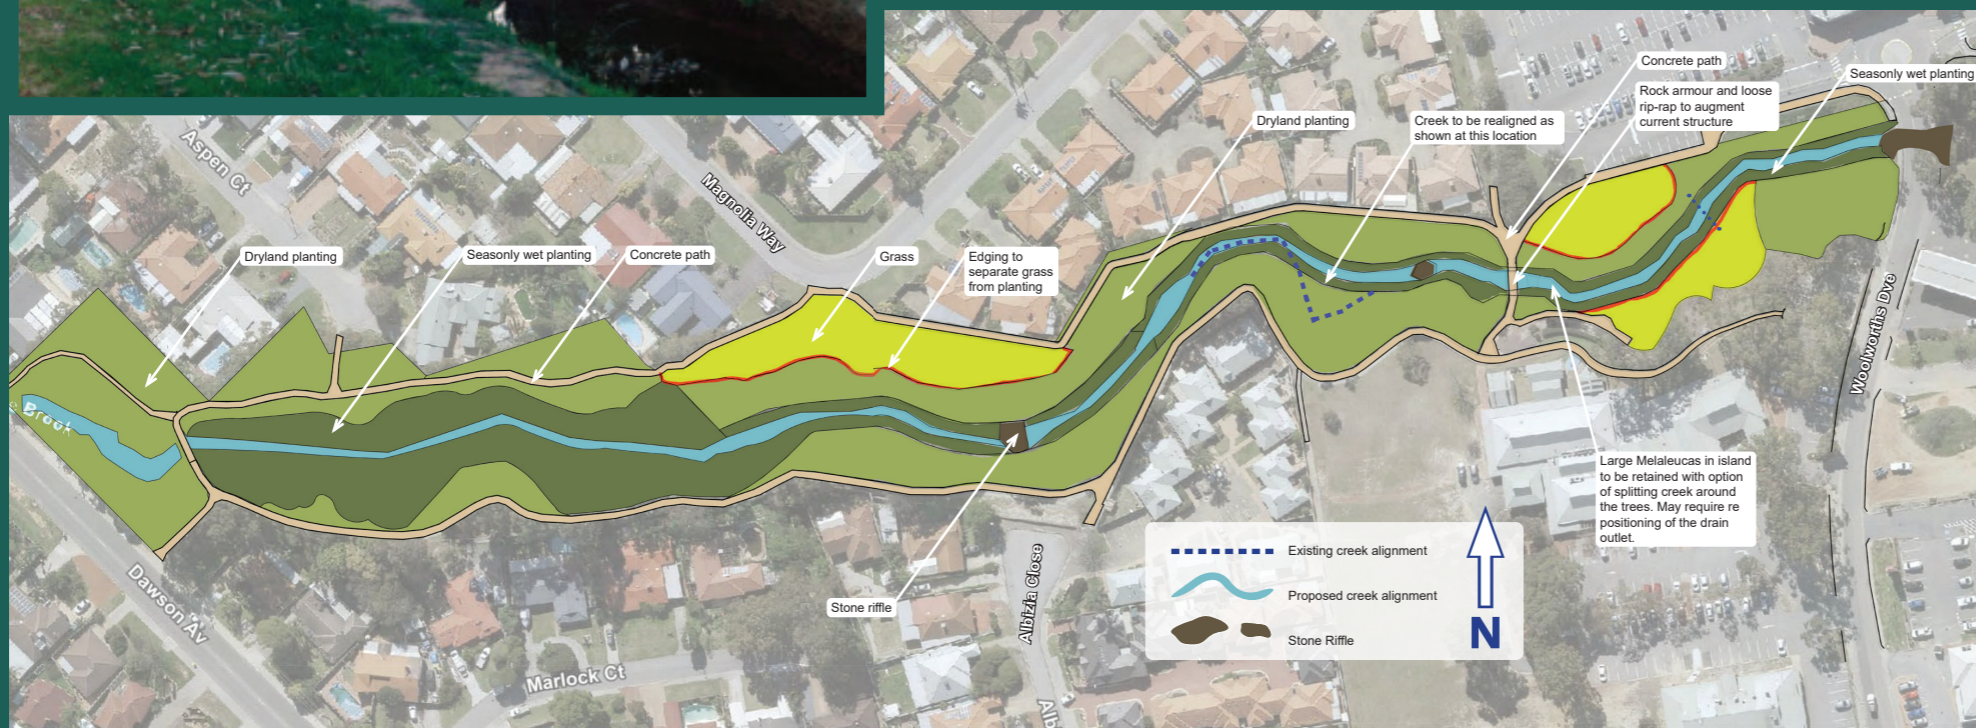 Concrete path
Seasonly wet planting
Rock armour and loose
rip-rap to augment
current structure
Dryland planting
Creek to be realigned as
shown at this location
Aspen Ct
Magnolia Way
Dryland planting
Seasonly wet planting
Concrete path
Grass
Edging to
separate grass
from planting
Woolworths Dve
e Brook
Large Melaleucas in island
to be retained with option
of splitting creek around
the trees. May require re
positioning of the drain
outlet.
Dawson Av
Stone riffle
Albizia Close
Marlock Ct
Alb
Existing creek alignment
Proposed creek alignment
Stone Riffle
N